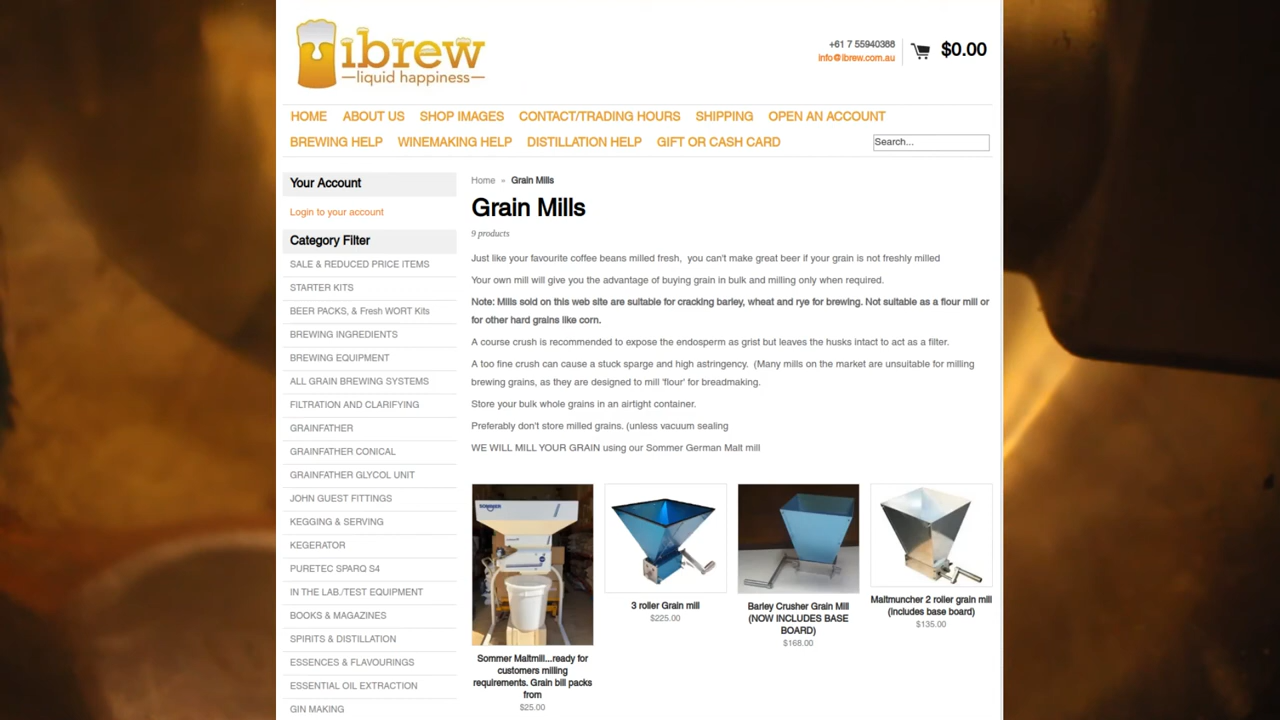 ibrew
liquid happiness
+61 7 55940388
info@ibrew.com.au
$0.00
HOME ABOUT US SHOP IMAGES CONTACT/TRADING HOURS SHIPPING OPEN AN ACCOUNT
BREWING HELP WINEMAKING HELP DISTILLATION HELP GIFT OR CASH CARD
Search...
Your Account
Login to your account
Category Filter
SALE & REDUCED PRICE ITEMS
STARTER KITS
BEER PACKS, & Fresh WORT Kits
BREWING INGREDIENTS
BREWING EQUIPMENT
ALL GRAIN BREWING SYSTEMS
FILTRATION AND CLARIFYING
GRAINFATHER
GRAINFATHER CONICAL
GRAINFATHER GLYCOL UNIT
JOHN GUEST FITTINGS
KEGGING & SERVING
KEGERATOR
PURETEC SPARQ S4
IN THE LAB./TEST EQUIPMENT
BOOKS & MAGAZINES
SPIRITS & DISTILLATION
ESSENCES & FLAVOURINGS
ESSENTIAL OIL EXTRACTION
GIN MAKING
Home » Grain Mills
Grain Mills
9 products
Just like your favourite coffee beans milled fresh, you can't make great beer if your grain is not freshly milled
Your own mill will give you the advantage of buying grain in bulk and milling only when required.
Note: Mills sold on this web site are suitable for cracking barley, wheat and rye for brewing. Not suitable as a flour mill or
for other hard grains like corn.
A course crush is recommended to expose the endosperm as grist but leaves the husks intact to act as a filter.
A too fine crush can cause a stuck sparge and high astringency. (Many mills on the market are unsuitable for milling
brewing grains, as they are designed to mill 'flour' for breadmaking.
Store your bulk whole grains in an airtight container.
Preferably don't store milled grains. (unless vacuum sealing
WE WILL MILL YOUR GRAIN using our Sommer German Malt mill
SOMMER
Sommer Maltmill...ready for
customers milling
requirements. Grain bill packs
from
$25.00
3 roller Grain mill
$225.00
Barley Crusher Grain Mill
(NOW INCLUDES BASE
BOARD)
$168.00
Maltmuncher 2 roller grain mill
(includes base board)
$135.00